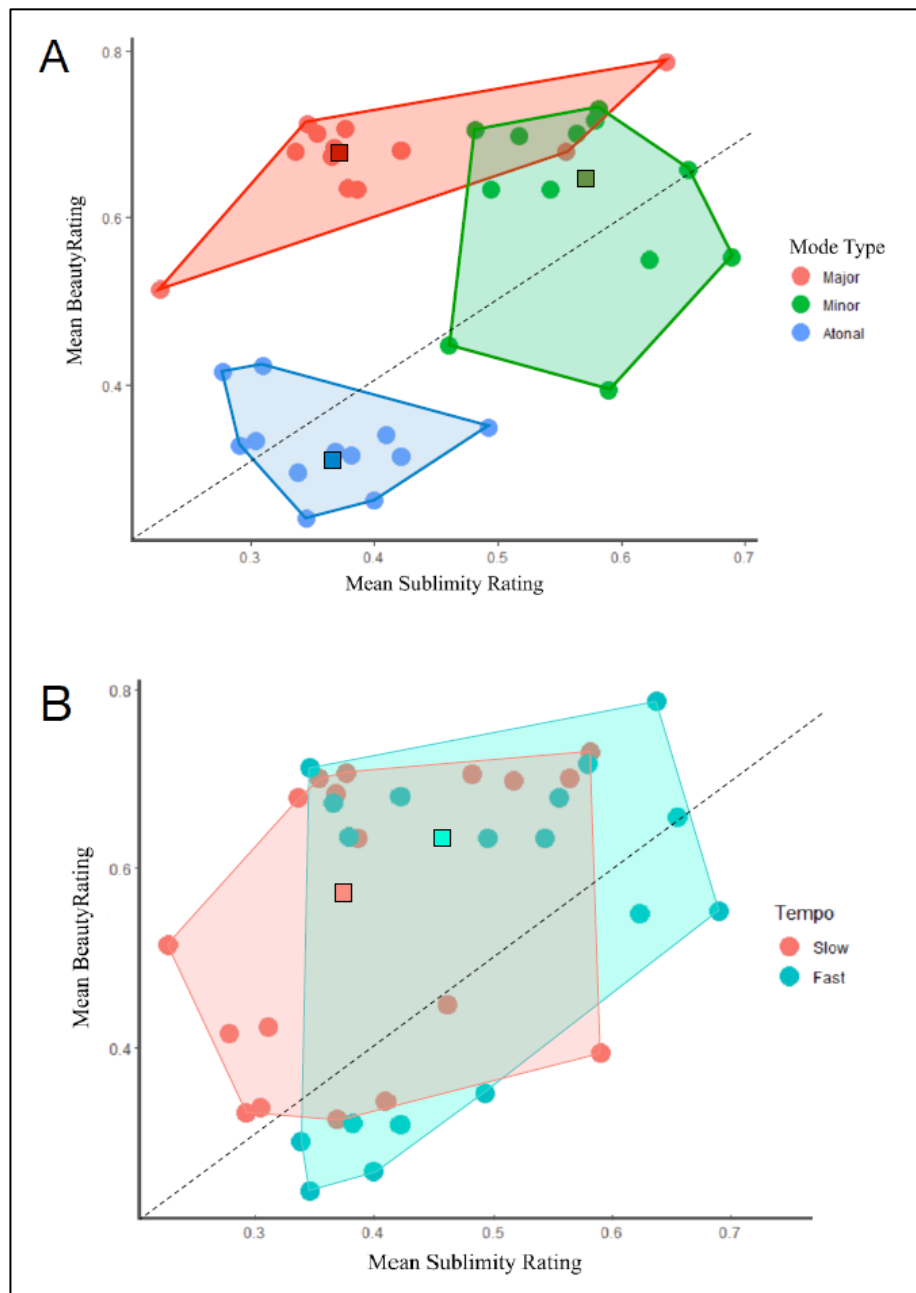 A
0.8
0.6
0.4
Mean BeautyRating
0.3 0.4 0.5 0.6 0.7
Mean Sublimity Rating
Mode Type
Major
Minor
Atonal
B
0.8
0.6
0.4
Mean BeautyRating
0.3 0.4 0.5 0.6 0.7
Mean Sublimity Rating
Tempo
Slow
Fast